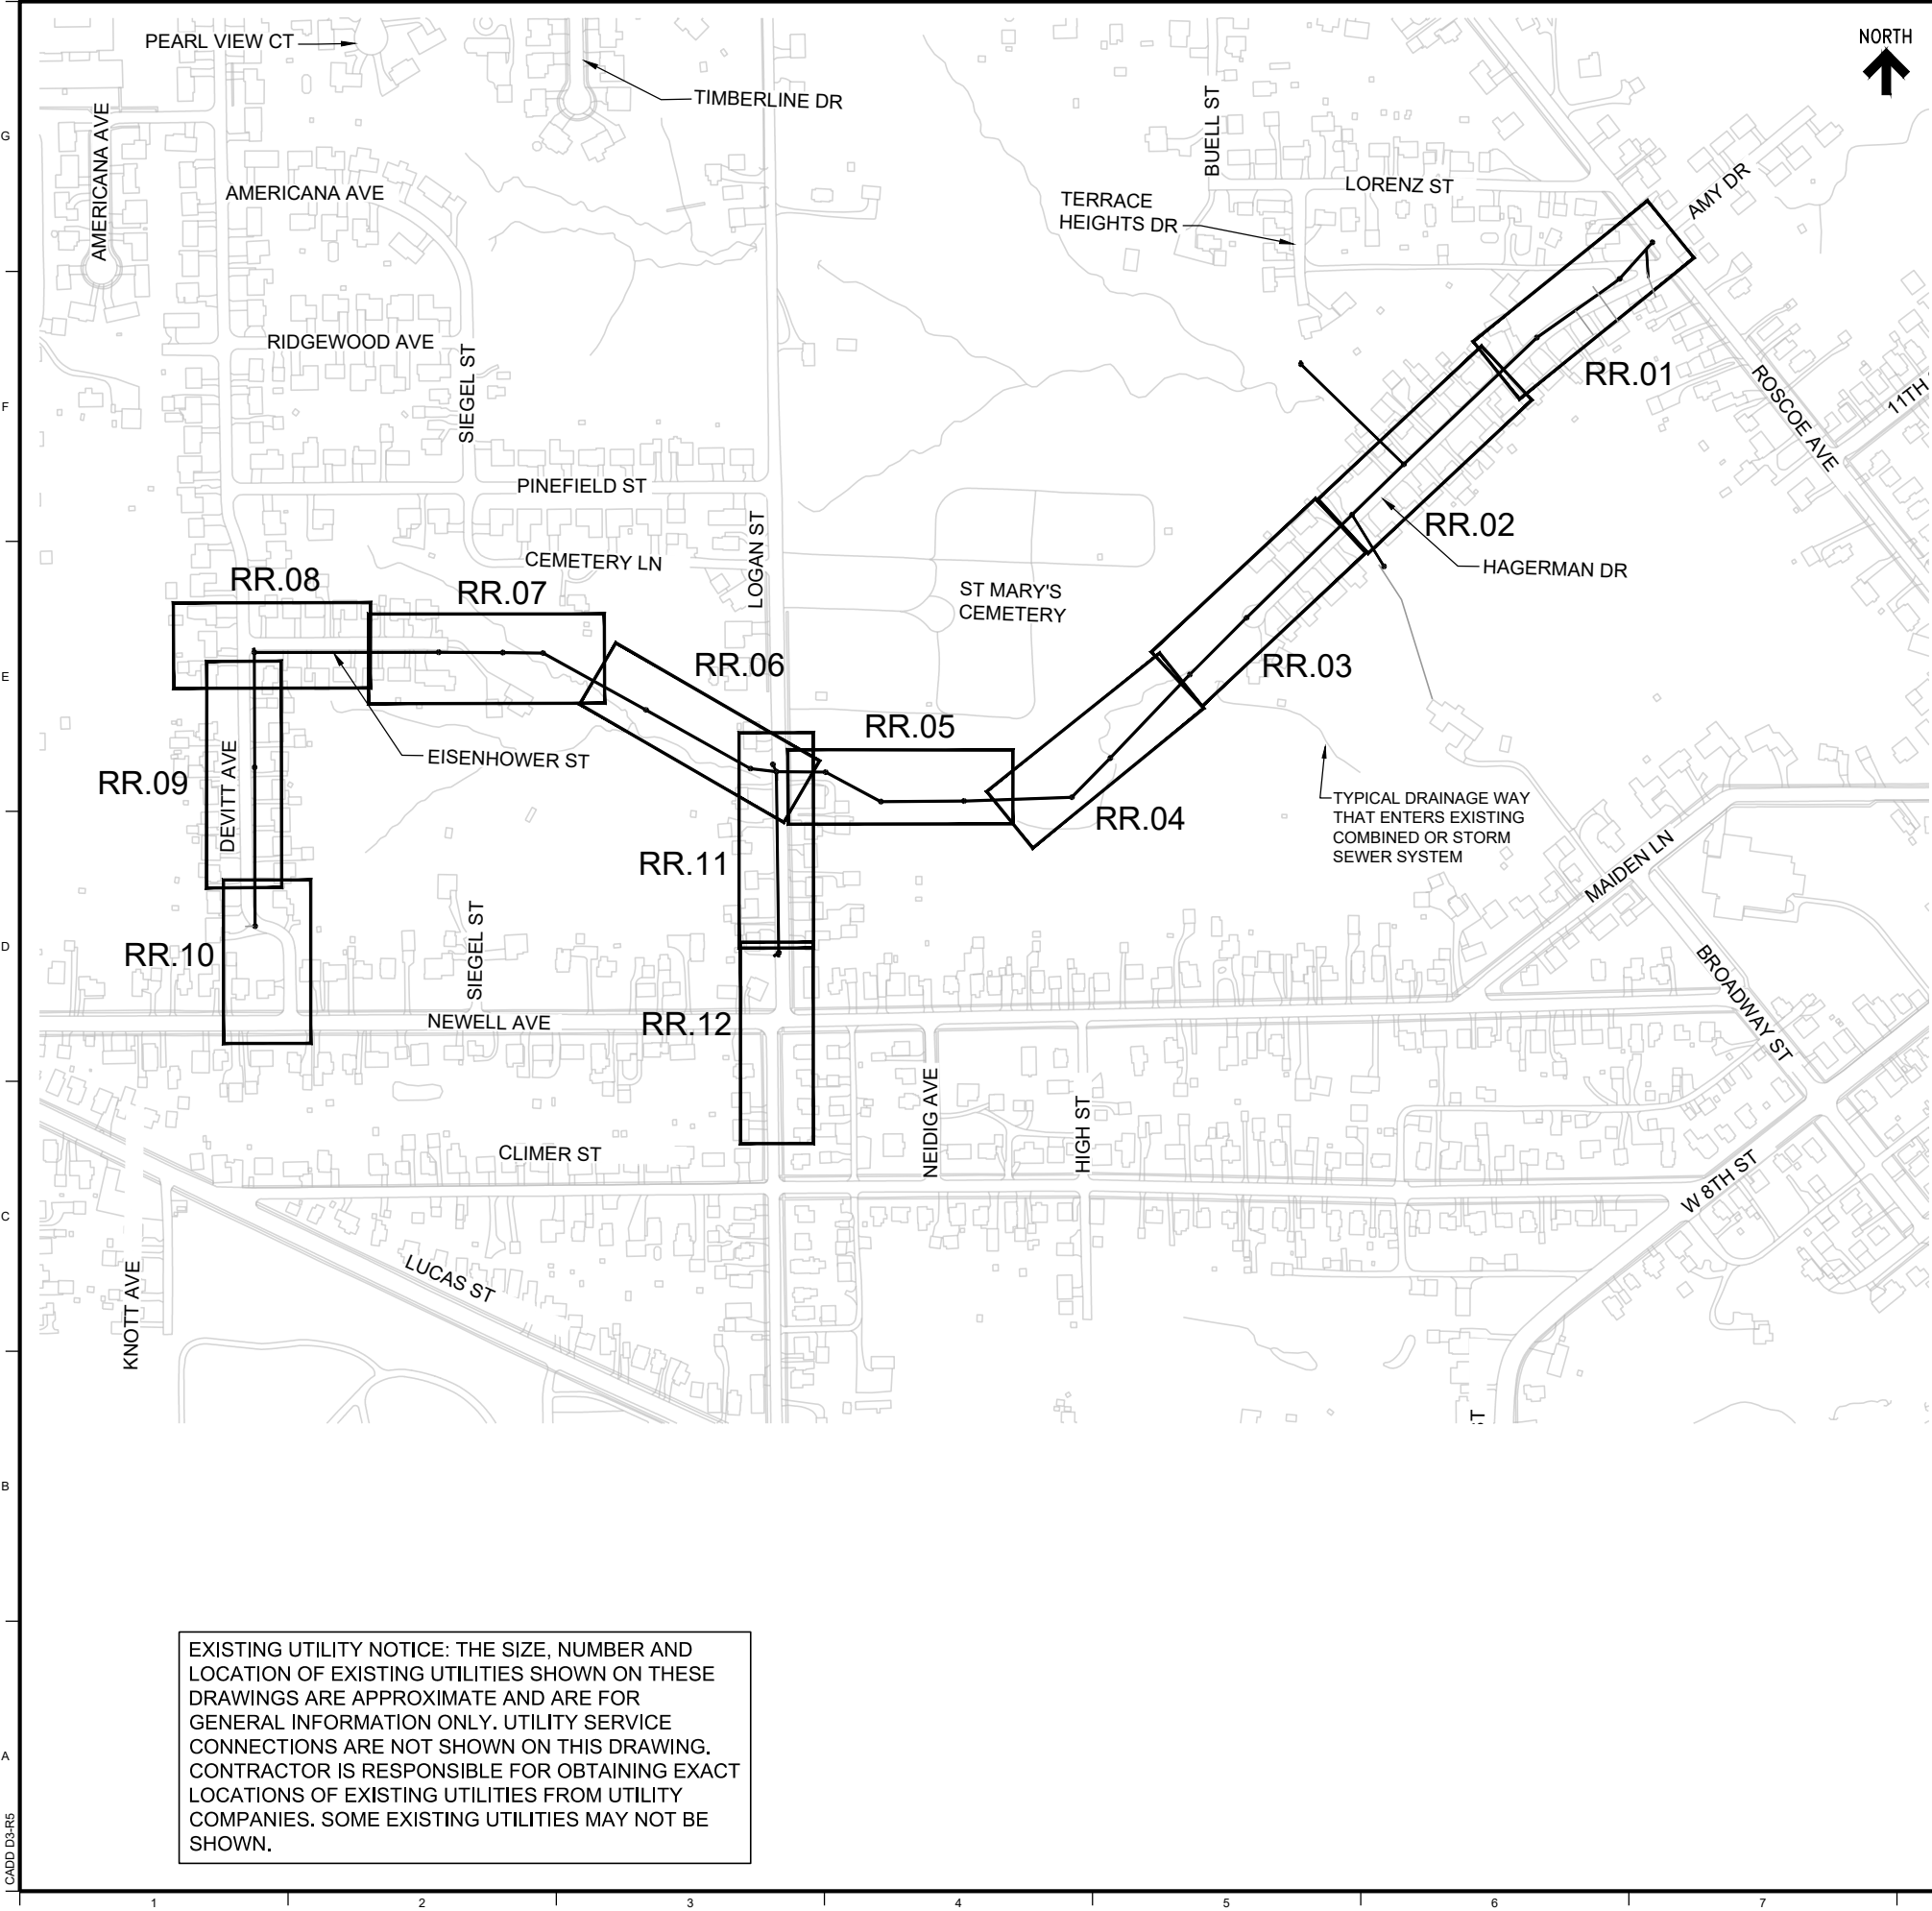 PEARL VIEW CT
NORTH
TIMBERLINE DR
AMERICANA AVE
BUELL ST
G
AMERICANA AVE
LORENZ ST
AMY DR
TERRACE
HEIGHTS DR
RIDGEWOOD AVE
SIEGEL ST
RR.01
ROSCOE AVE
11TH
F
PINEFIELD ST
LOGAN ST
RR.02
CEMETERY LN
HAGERMAN DR
RR.08
RR.07
ST MARY'S
CEMETERY
RR.06
RR.03
E
RR.05
EISENHOWER ST
RR.09
DEVITT AVE
RR.04
TYPICAL DRAINAGE WAY
THAT ENTERS EXISTING
COMBINED OR STORM
SEWER SYSTEM
RR.11
MAIDEN LN
SIEGEL ST
RR.10
D
BROADWAY ST
NEWELL AVE
RR.12
NEIDIG AVE
HIGH ST
CLIMER ST
W 8TH ST
C
LUCAS ST
KNOTT AVE
ST
B
EXISTING UTILITY NOTICE: THE SIZE, NUMBER AND
LOCATION OF EXISTING UTILITIES SHOWN ON THESE
DRAWINGS ARE APPROXIMATE AND ARE FOR
GENERAL INFORMATION ONLY. UTILITY SERVICE
CONNECTIONS ARE NOT SHOWN ON THIS DRAWING.
CONTRACTOR IS RESPONSIBLE FOR OBTAINING EXACT
LOCATIONS OF EXISTING UTILITIES FROM UTILITY
COMPANIES. SOME EXISTING UTILITIES MAY NOT BE
SHOWN.
A
CADD D3-R5
1 2 3 4 5 6 7